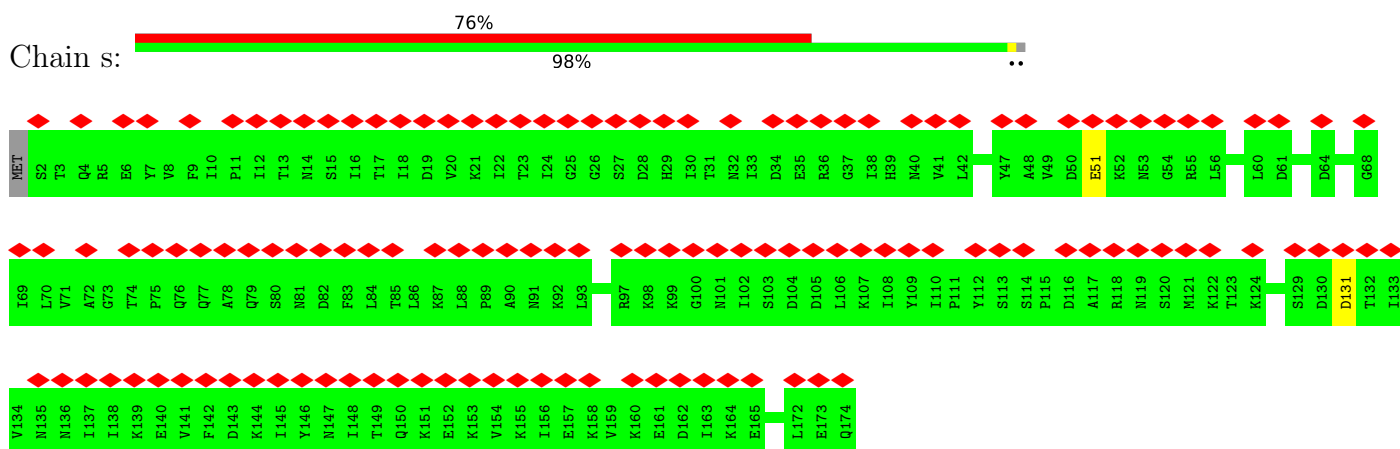 76%
Chain s:
98%
••
MET S2 T3 Q4 R5 E6 Y7 V8 F9 I10 P11 I12 T13 N14 S15 I16 T17 I18 D19 V20 K21 I22 T23 I24 G25 G26 S27 D28 H29 I30 T31 N32 I33 D34 E35 R36 G37 I38 H39 N40 V41 L42 Y47 A48 V49 D50 E51 K52 N53 G54 R55 L56 L60 D61 D64 G68
I69 L70 V71 A72 G73 T74 P75 Q76 Q77 A78 Q79 S80 N81 D82 F83 L84 T85 L86 K87 L88 P89 A90 N91 K92 L93 R97 K98 K99 G100 N101 I102 S103 D104 D105 L106 K107 I108 Y109 I110 P111 Y112 S113 S114 P115 D116 A117 R118 N119 S120 M121 K122 T123 K124 S129 D130 D131 T132 I133
V134 N135 N136 I137 I138 K139 E140 V141 F142 D143 K144 I145 Y146 N147 I148 T149 Q150 K151 E152 K153 V154 K155 I156 E157 K158 V159 K160 E161 D162 I163 K164 E165 L172 E173 Q174